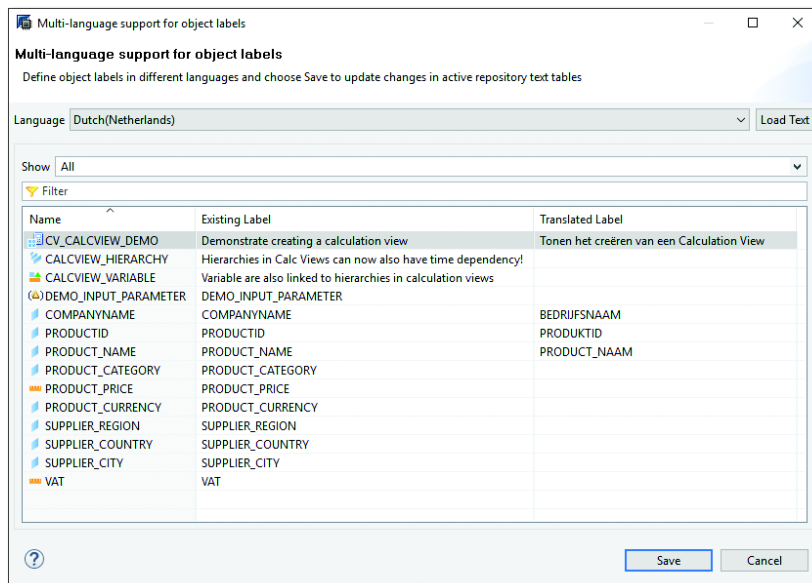 Multi-language support for object labels
Multi-language support for object labels
Define object labels in different languages and choose Save to update changes in active repository text tables
Language Dutch(Netherlands) Load Text
Show All
Filter
Name Existing Label Translated Label
CV_CALCVIEW_DEMO Demonstrate creating a calculation view Tonen het creëren van een Calculation View
CALCVIEW_HIERARCHY Hierarchies in Calc Views can now also have time dependency!
CALCVIEW_VARIABLE Variable are also linked to hierarchies in calculation views
DEMO_INPUT_PARAMETER DEMO_INPUT_PARAMETER
COMPANYNAME COMPANYNAME BEDRIJFSNAAM
PRODUCTID PRODUCTID PRODUKTID
PRODUCT_NAME PRODUCT_NAME PRODUCT_NAAM
PRODUCT_CATEGORY PRODUCT_CATEGORY
PRODUCT_PRICE PRODUCT_PRICE
PRODUCT_CURRENCY PRODUCT_CURRENCY
SUPPLIER_REGION SUPPLIER_REGION
SUPPLIER_COUNTRY SUPPLIER_COUNTRY
SUPPLIER_CITY SUPPLIER_CITY
VAT VAT
? Save Cancel